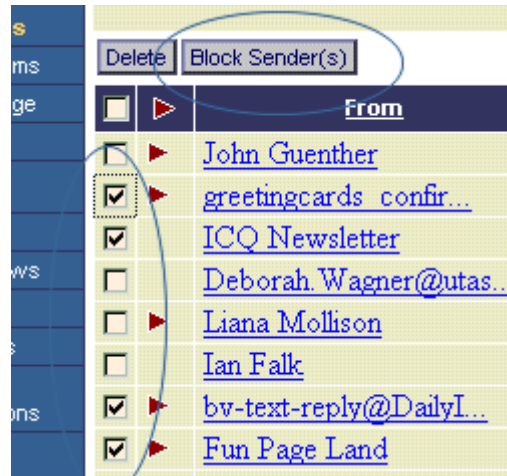 s
ms
Delete Block Sender(s)
ge
From
John Guenther
greetingcards_confir...
ICQ Newsletter
ws
Deborah.Wagner@utas...
Liana Mollison
s
Ian Falk
ons
bv-text-reply@DailyI...
Fun Page Land